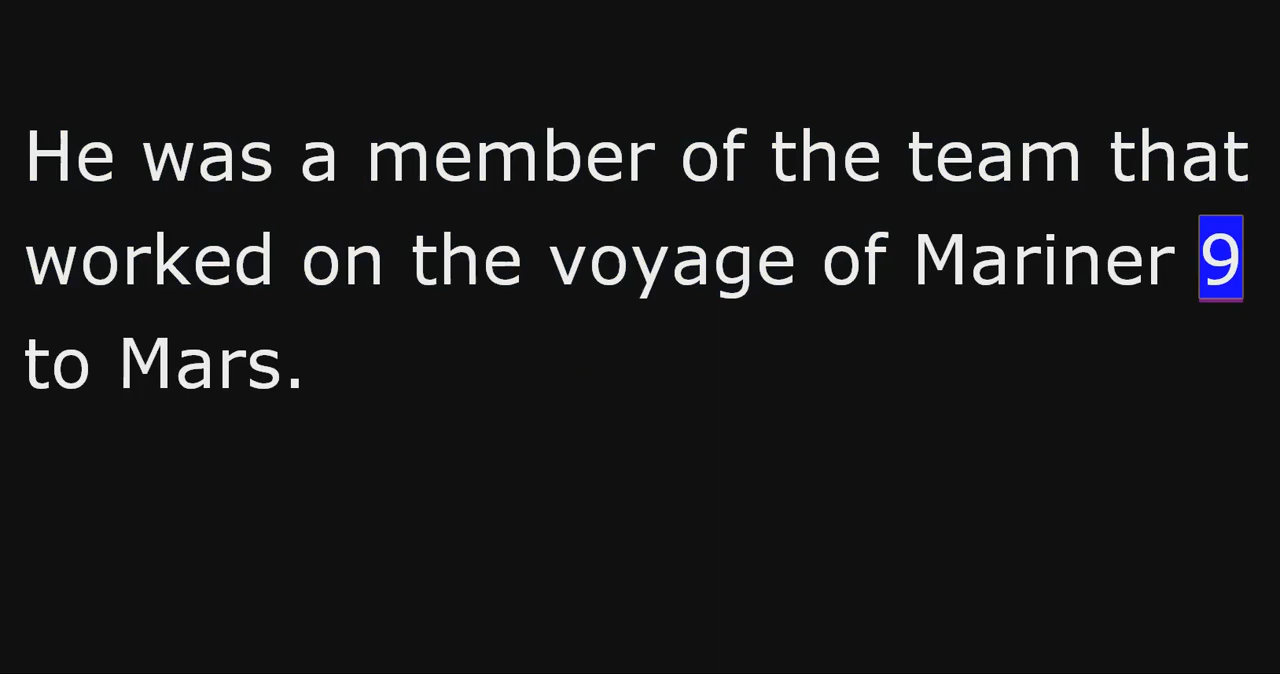 He was a member of the team that
worked on the voyage of Mariner 9
to Mars.